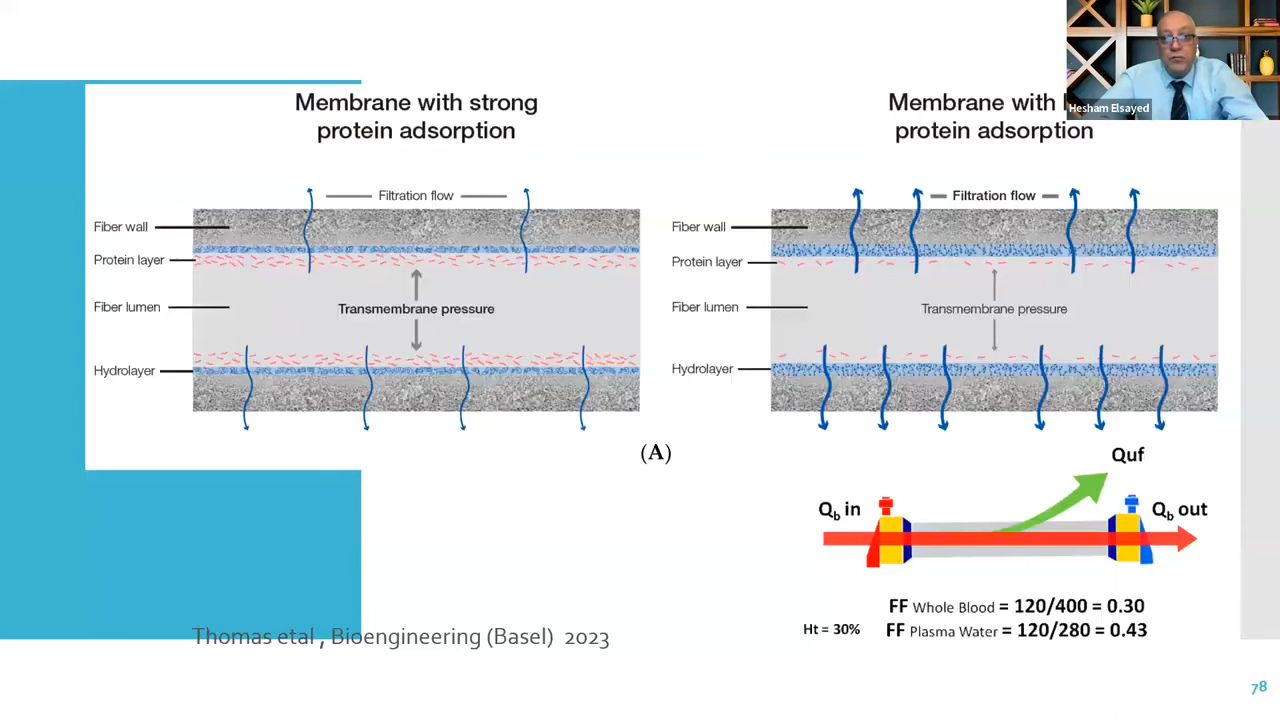 Membrane with strong
protein adsorption
Filtration flow
Fiber wall
Protein layer
Fiber lumen
Transmembrane pressure
Hydrolayer
Membrane with
protein adsorption
Hesham Elsayed
Filtration flow
Fiber wall
Protein layer
Fiber lumen
Transmembrane pressure
Hydrolayer
(A)
Quf
Qb in
Qb out
FF Whole Blood = 120/400 = 0.30
Ht = 30% FF Plasma Water = 120/280 = 0.43
Thomas etal , Bioengineering (Basel) 2023
78